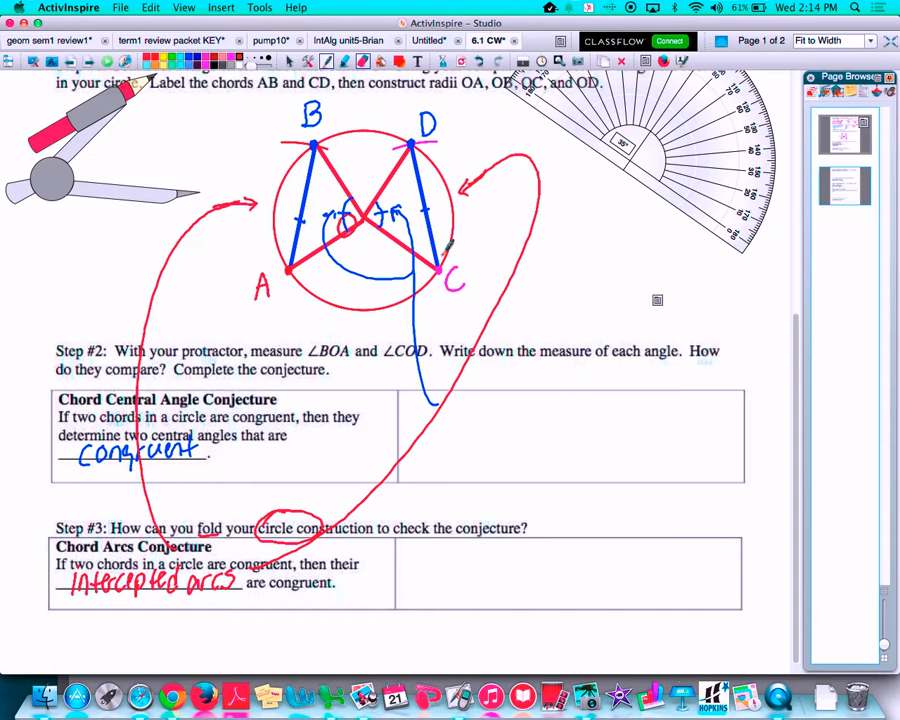 ActivInspire File Edit View Insert Tools Help
61% Wed 2:14 PM
ActivInspire - Studio
geom sem1 review1* term1 review packet KEY* pump10* IntAlg unit5-Brian Untitled* 6.1 CW*
CLASSFLOW Connect Page 1 of 2 Fit to Width
Page Browse
in your circle. Label the chords AB and CD, then construct radii OA, OB, OC, and OD.
B
D
35°
A
C
Step #2: With your protractor, measure ∠BOA and ∠COD. Write down the measure of each angle. How
do they compare? Complete the conjecture.
Chord Central Angle Conjecture
If two chords in a circle are congruent, then they
determine two central angles that are
congruent.
Step #3: How can you fold your circle construction to check the conjecture?
Chord Arcs Conjecture
If two chords in a circle are congruent, then their
intercepted arcs are congruent.
21
HOPKINS